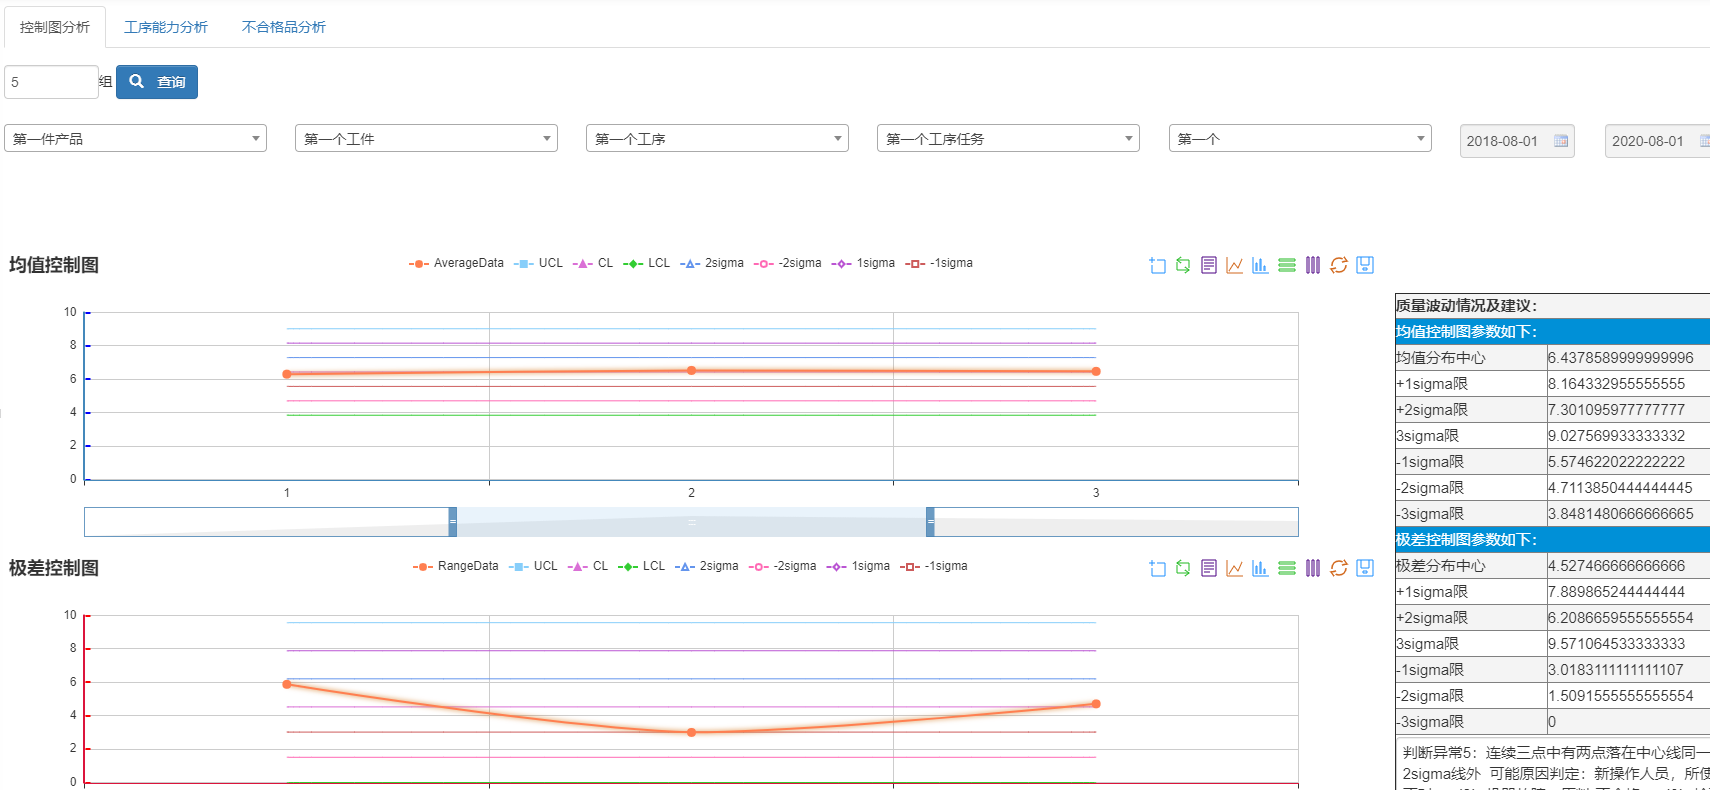 控制图分析 工序能力分析 不合格品分析
5 组 查询
第一件产品 第一个工件 第一个工序 第一个工序任务 第一个 2018-08-01 2020-08-01
均值控制图 AverageData UCL CL LCL 2sigma -2sigma 1sigma -1sigma
10
8
6
4
2
0
1 2 3
极差控制图 RangeData UCL CL LCL 2sigma -2sigma 1sigma -1sigma
10
8
6
4
2
0
质量波动情况及建议:
均值控制图参数如下:
均值分布中心 6.4378589999999996
+1sigma限 8.164332955555555
+2sigma限 7.301095977777777
3sigma限 9.027569933333332
-1sigma限 5.574622022222222
-2sigma限 4.7113850444444445
-3sigma限 3.8481480666666665
极差控制图参数如下:
极差分布中心 4.527466666666666
+1sigma限 7.889865244444444
+2sigma限 6.2086659555555554
3sigma限 9.571064533333333
-1sigma限 3.0183111111111107
-2sigma限 1.5091555555555554
-3sigma限 0
判断异常5: 连续三点中有两点落在中心线同一
2sigma线外 可能原因判定: 新操作人员, 所使